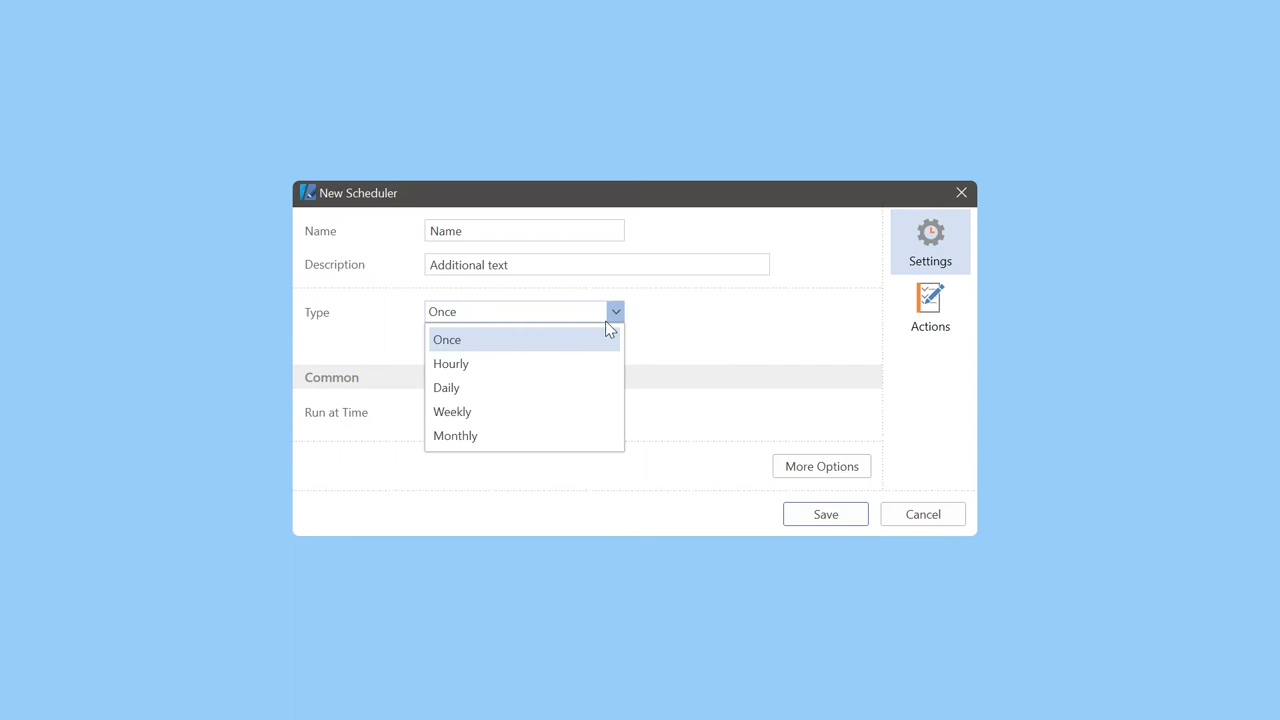 New Scheduler
Name Name
Description Additional text
Settings
Type Once
Actions
Once
Hourly
Common
Daily
Run at Time Weekly
Monthly
More Options
Save Cancel